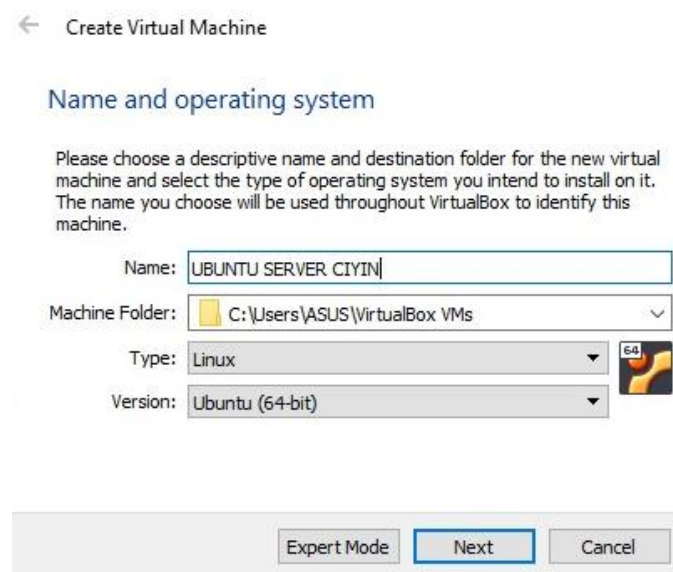 Create Virtual Machine
Name and operating system
Please choose a descriptive name and destination folder for the new virtual
machine and select the type of operating system you intend to install on it.
The name you choose will be used throughout VirtualBox to identify this
machine.
Name: UBUNTU SERVER CIYIN
Machine Folder: C:\Users\ASUS\VirtualBox VMs
Type: Linux
64
Version: Ubuntu (64-bit)
Expert Mode Next Cancel